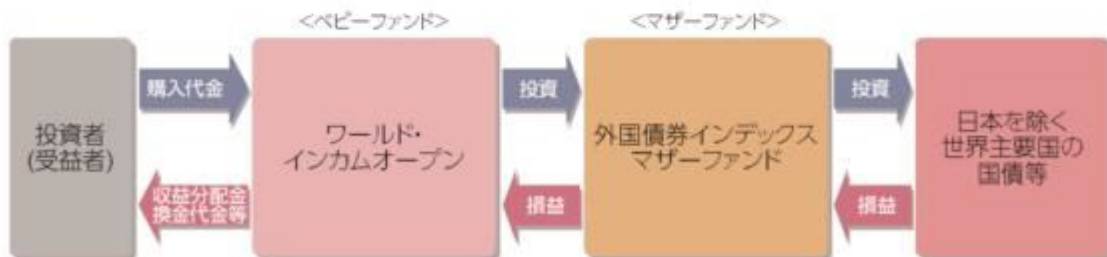 <ベビーファンド>
<マザーファンド>
投資者
(受益者)
購入代金
収益分配金
換金代金等
ワールド・
インカムオープン
投資
損益
外国債券インデックス
マザーファンド
投資
損益
日本を除く
世界主要国の
国債等